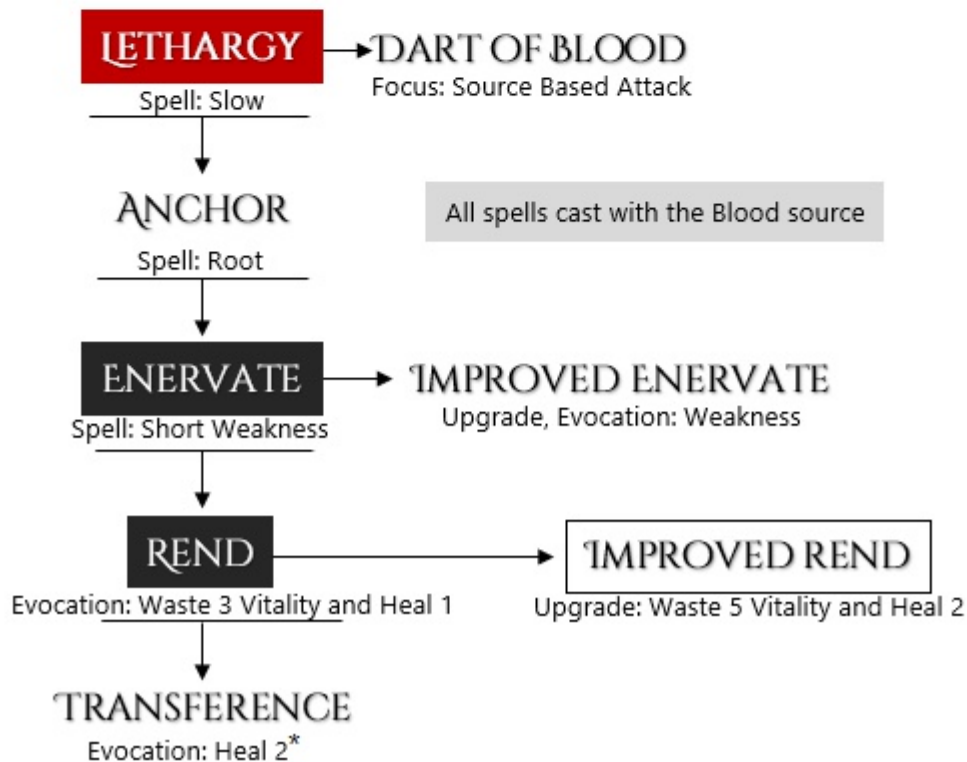 LETHARGY
DART OF BLOOD
Spell: Slow
Focus: Source Based Attack
ANCHOR
All spells cast with the Blood source
Spell: Root
ENERVATE
IMPROVED ENERVATE
Spell: Short Weakness
Upgrade, Evocation: Weakness
REND
IMPROVED REND
Evocation: Waste 3 Vitality and Heal 1
Upgrade: Waste 5 Vitality and Heal 2
TRANSFERENCE
Evocation: Heal 2*